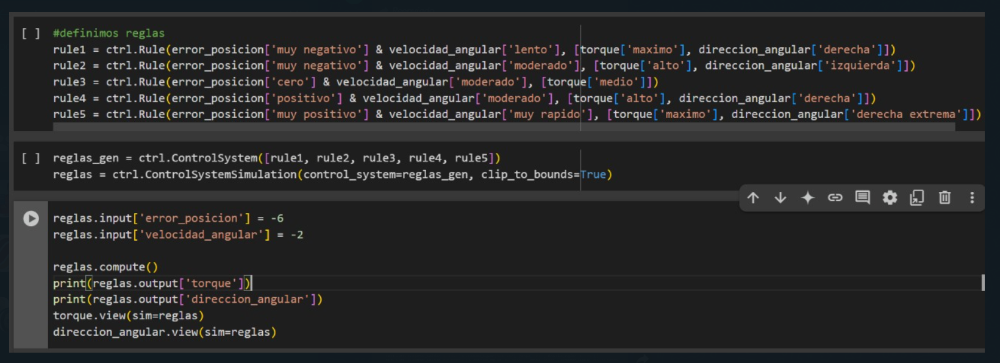 [ ] #definimos reglas
rule1 = ctrl.Rule(error_posicion['muy negativo'] & velocidad_angular['lento'], [torque['maximo'], direccion_angular['derecha']])
rule2 = ctrl.Rule(error_posicion['muy negativo'] & velocidad_angular['moderado'], [torque['alto'], direccion_angular['izquierda']])
rule3 = ctrl.Rule(error_posicion['cero'] & velocidad_angular['moderado'], [torque['medio']])
rule4 = ctrl.Rule(error_posicion['positivo'] & velocidad_angular['moderado'], [torque['alto'], direccion_angular['derecha']])
rule5 = ctrl.Rule(error_posicion['muy positivo'] & velocidad_angular['muy rapido'], [torque['maximo'], direccion_angular['derecha extrema']])
[ ] reglas_gen = ctrl.ControlSystem([rule1, rule2, rule3, rule4, rule5])
reglas = ctrl.ControlSystemSimulation(control_system=reglas_gen, clip_to_bounds=True)
reglas.input['error_posicion'] = -6
reglas.input['velocidad_angular'] = -2
reglas.compute()
print(reglas.output['torque'])
print(reglas.output['direccion_angular'])
torque.view(sim=reglas)
direccion_angular.view(sim=reglas)